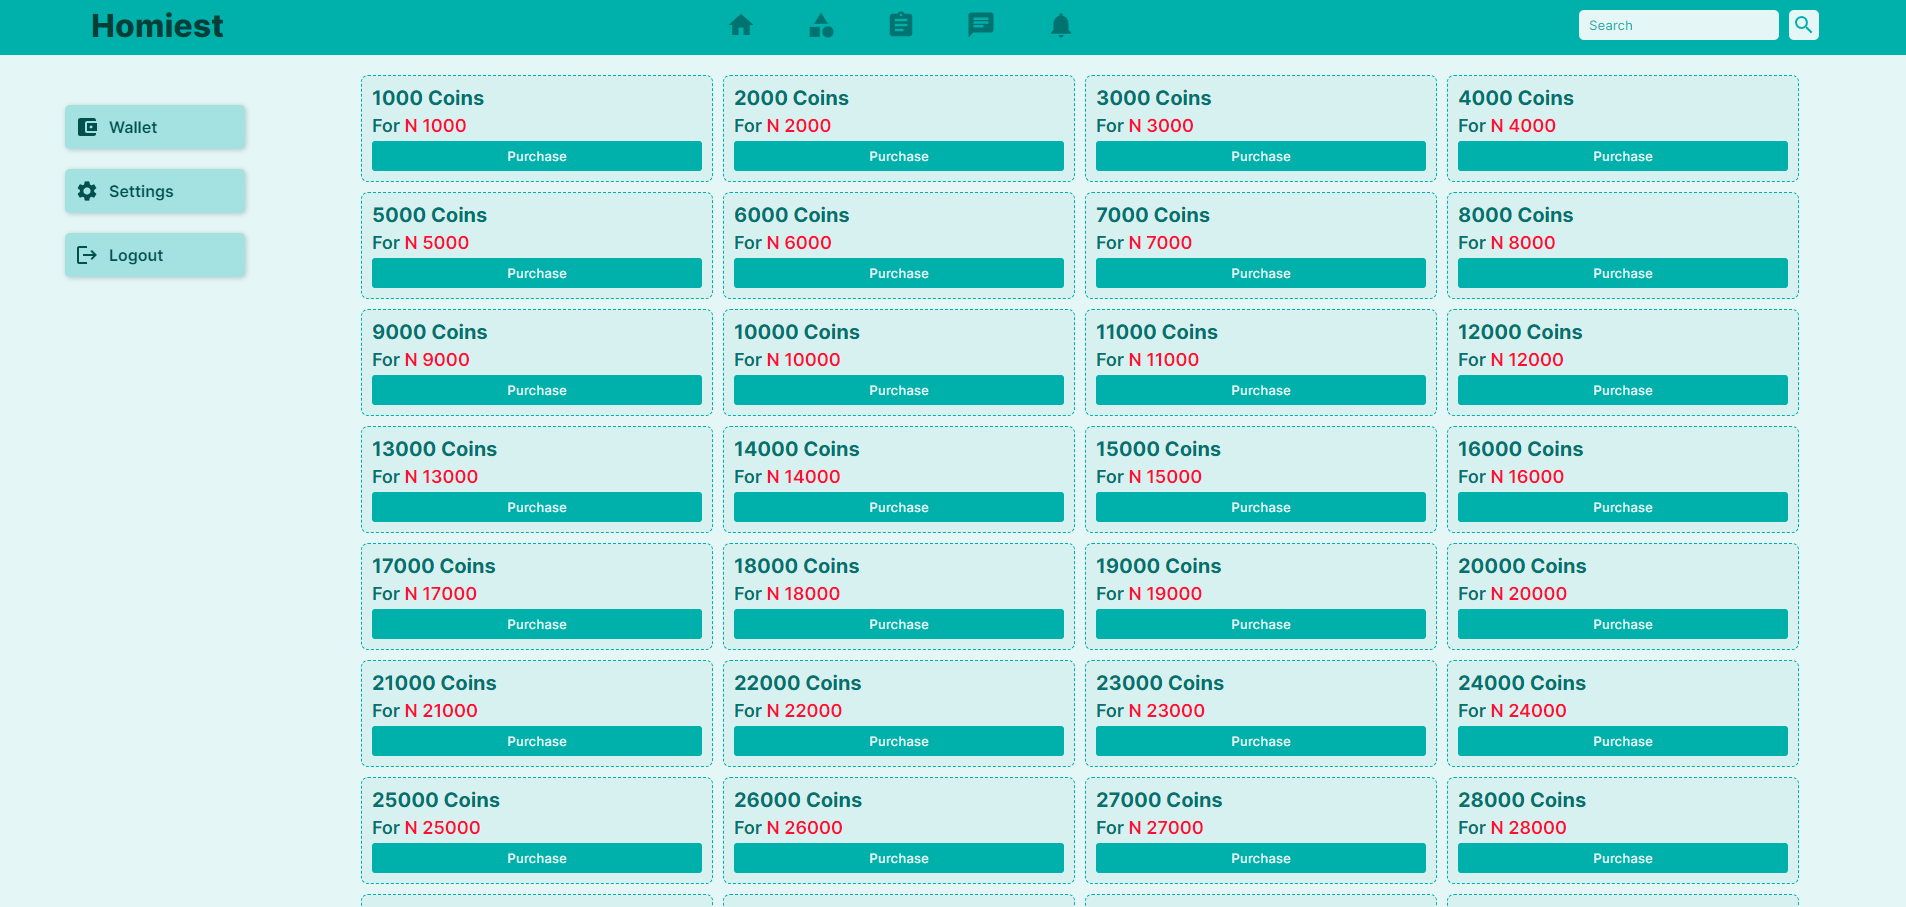 Homiest
Search
Wallet
Settings
Logout
1000 Coins
For N 1000
Purchase
2000 Coins
For N 2000
Purchase
3000 Coins
For N 3000
Purchase
4000 Coins
For N 4000
Purchase
5000 Coins
For N 5000
Purchase
6000 Coins
For N 6000
Purchase
7000 Coins
For N 7000
Purchase
8000 Coins
For N 8000
Purchase
9000 Coins
For N 9000
Purchase
10000 Coins
For N 10000
Purchase
11000 Coins
For N 11000
Purchase
12000 Coins
For N 12000
Purchase
13000 Coins
For N 13000
Purchase
14000 Coins
For N 14000
Purchase
15000 Coins
For N 15000
Purchase
16000 Coins
For N 16000
Purchase
17000 Coins
For N 17000
Purchase
18000 Coins
For N 18000
Purchase
19000 Coins
For N 19000
Purchase
20000 Coins
For N 20000
Purchase
21000 Coins
For N 21000
Purchase
22000 Coins
For N 22000
Purchase
23000 Coins
For N 23000
Purchase
24000 Coins
For N 24000
Purchase
25000 Coins
For N 25000
Purchase
26000 Coins
For N 26000
Purchase
27000 Coins
For N 27000
Purchase
28000 Coins
For N 28000
Purchase